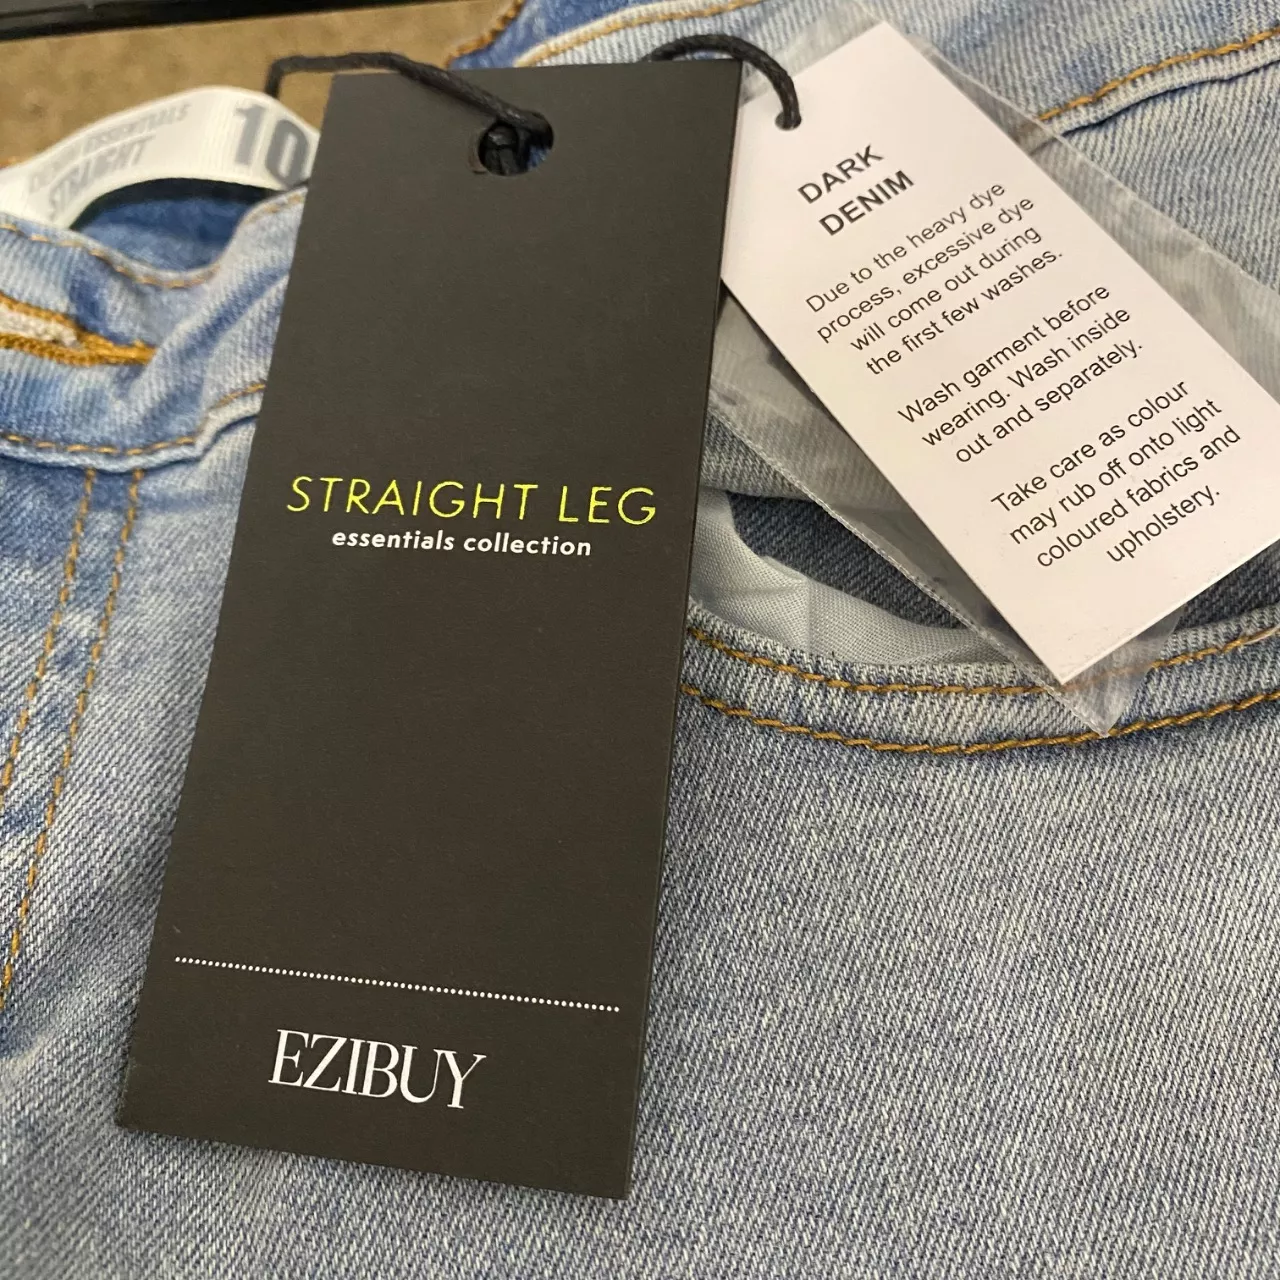 DENIM ESSENTIALS
STRAIGHT
10
STRAIGHT LEG
essentials collection
EZIBUY
DARK
DENIM
Due to the heavy dye
process, excessive dye
will come out during
the first few washes.
Wash garment before
wearing. Wash inside
out and separately.
Take care as colour
may rub off onto light
coloured fabrics and
upholstery.